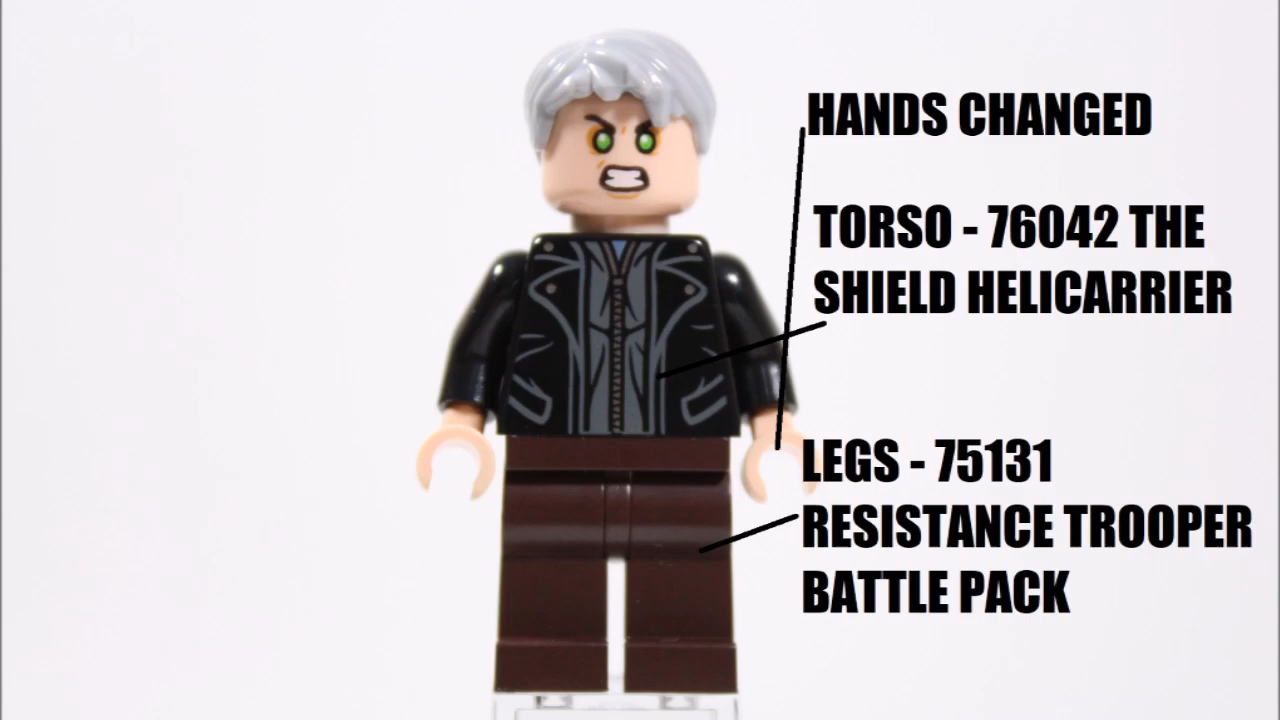 HANDS CHANGED
TORSO - 76042 THE
SHIELD HELICARRIER
LEGS - 75131
RESISTANCE TROOPER
BATTLE PACK